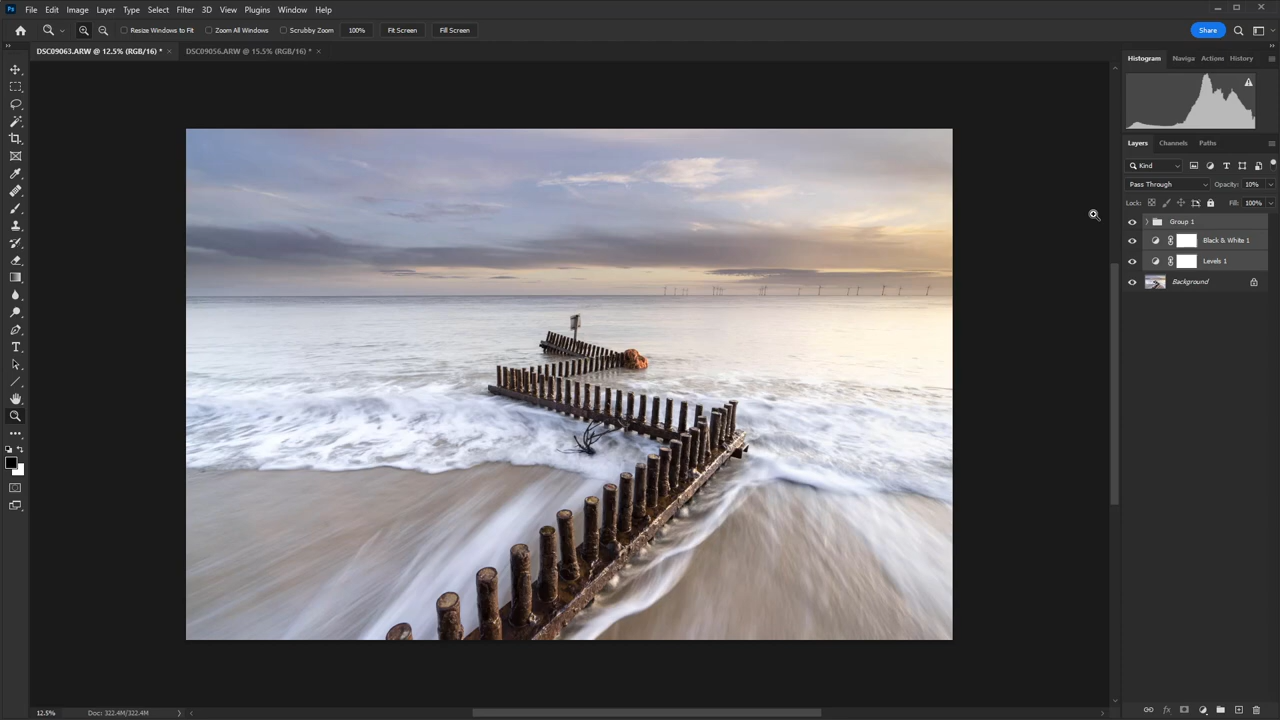 Ps File Edit Image Layer Type Select Filter 3D View Plugins Window Help
Resize Windows to Fit Zoom All Windows Scrubby Zoom 100% Fit Screen Fill Screen Share
DSC09063.ARW @ 12.5% (RGB/16) * × DSC09056.ARW @ 15.5% (RGB/16) * ×
Histogram Naviga Actions History
Layers Channels Paths
Kind
Pass Through Opacity: 10%
Lock: Fill: 100%
Group 1
Black & White 1
Levels 1
Background
12.5% Doc: 322.4M/322.4M